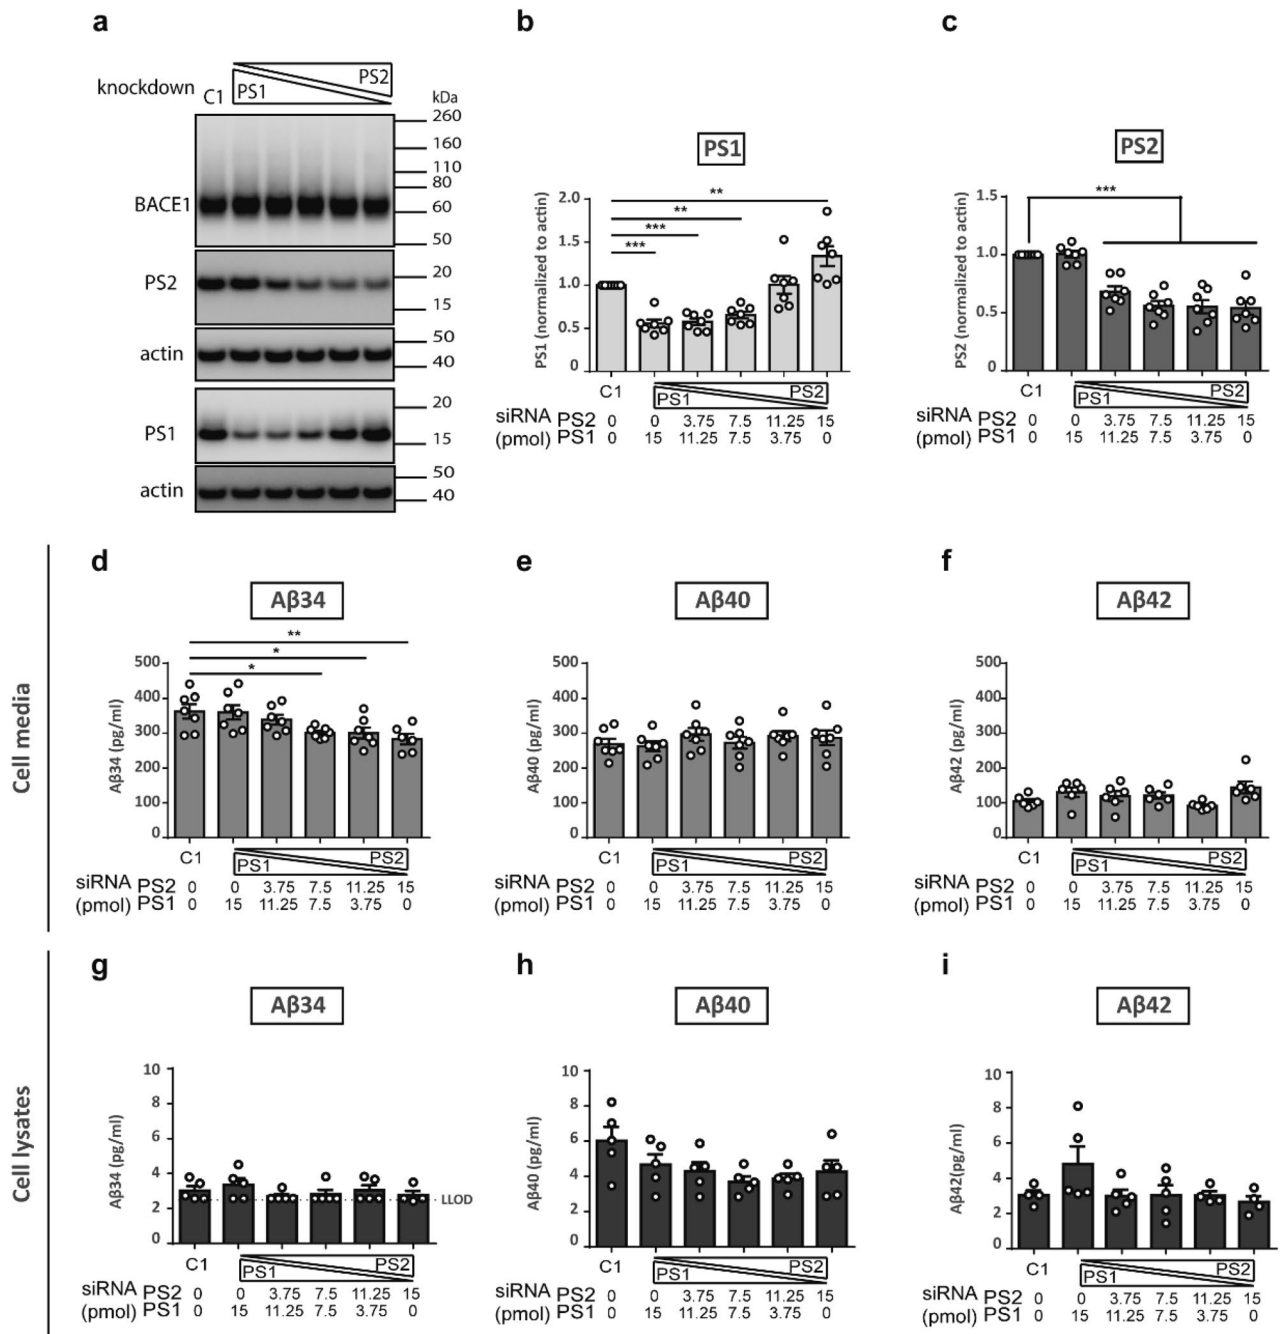 a
knockdown C1 PS1 PS2
kDa
260
160
110
80
BACE1 60
50
20
PS2
15
50
actin
40
20
PS1
15
50
actin
40
b
PS1
PS1 (normalized to actin)
2.0
1.5
1.0
0.5
0
**
**
***
***
C1 PS1 PS2
siRNA PS2 0 0 3.75 7.5 11.25 15
(pmol) PS1 0 15 11.25 7.5 3.75 0
c
PS2
PS2 (normalized to actin)
1.5
1.0
0.5
0
***
C1 PS1 PS2
siRNA PS2 0 0 3.75 7.5 11.25 15
(pmol) PS1 0 15 11.25 7.5 3.75 0
Cell media
d
Aβ34
Aβ34 (pg/ml)
**
*
*
500
400
300
200
100
0
C1 PS1 PS2
siRNA PS2 0 0 3.75 7.5 11.25 15
(pmol) PS1 0 15 11.25 7.5 3.75 0
e
Aβ40
Aβ40 (pg/ml)
500
400
300
200
100
0
C1 PS1 PS2
siRNA PS2 0 0 3.75 7.5 11.25 15
(pmol) PS1 0 15 11.25 7.5 3.75 0
f
Aβ42
Aβ42 (pg/ml)
500
400
300
200
100
0
C1 PS1 PS2
siRNA PS2 0 0 3.75 7.5 11.25 15
(pmol) PS1 0 15 11.25 7.5 3.75 0
Cell lysates
g
Aβ34
Aβ34 (pg/ml)
10
8
6
4
2
0
LLOD
C1 PS1 PS2
siRNA PS2 0 0 3.75 7.5 11.25 15
(pmol) PS1 0 15 11.25 7.5 3.75 0
h
Aβ40
Aβ40 (pg/ml)
10
8
6
4
2
0
C1 PS1 PS2
siRNA PS2 0 0 3.75 7.5 11.25 15
(pmol) PS1 0 15 11.25 7.5 3.75 0
i
Aβ42
Aβ42(pg/ml)
10
8
6
4
2
0
C1 PS1 PS2
siRNA PS2 0 0 3.75 7.5 11.25 15
(pmol) PS1 0 15 11.25 7.5 3.75 0